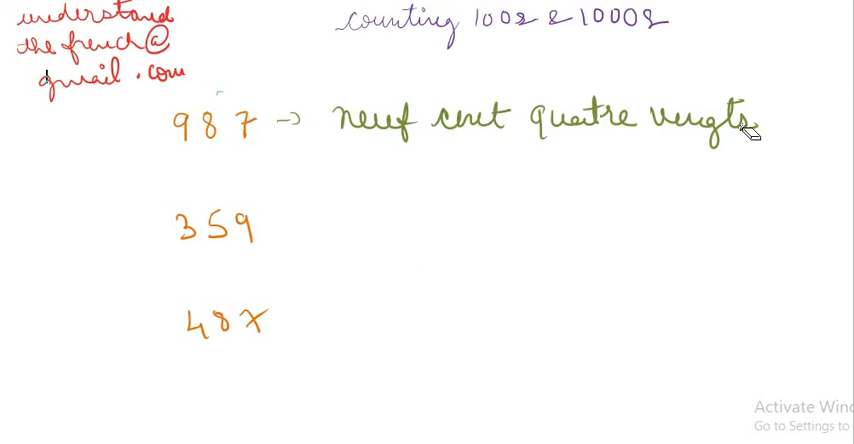 understand
the french@
gmail.com
counting 100s & 1000s
987 → neuf cent quatre vingts
359
487
Activate Wind
Go to Settings to